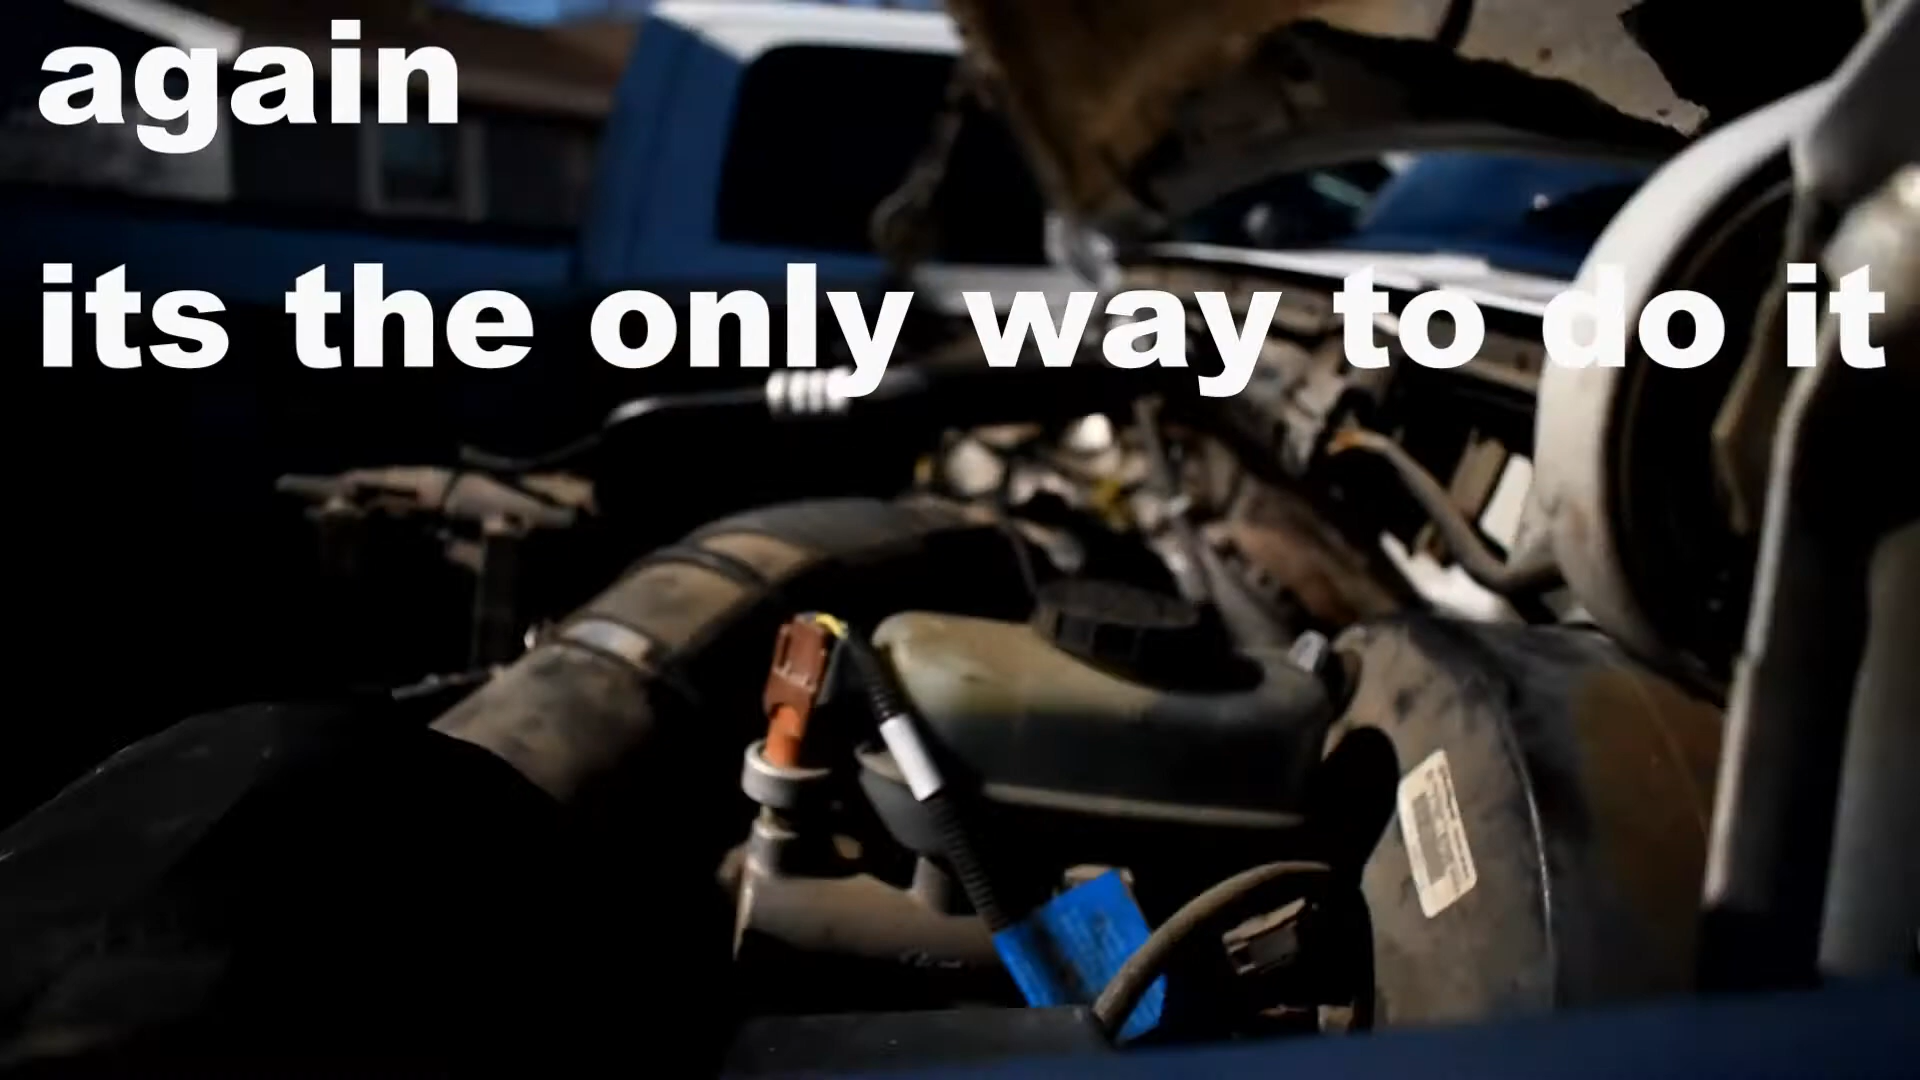 again
its the only way to do it